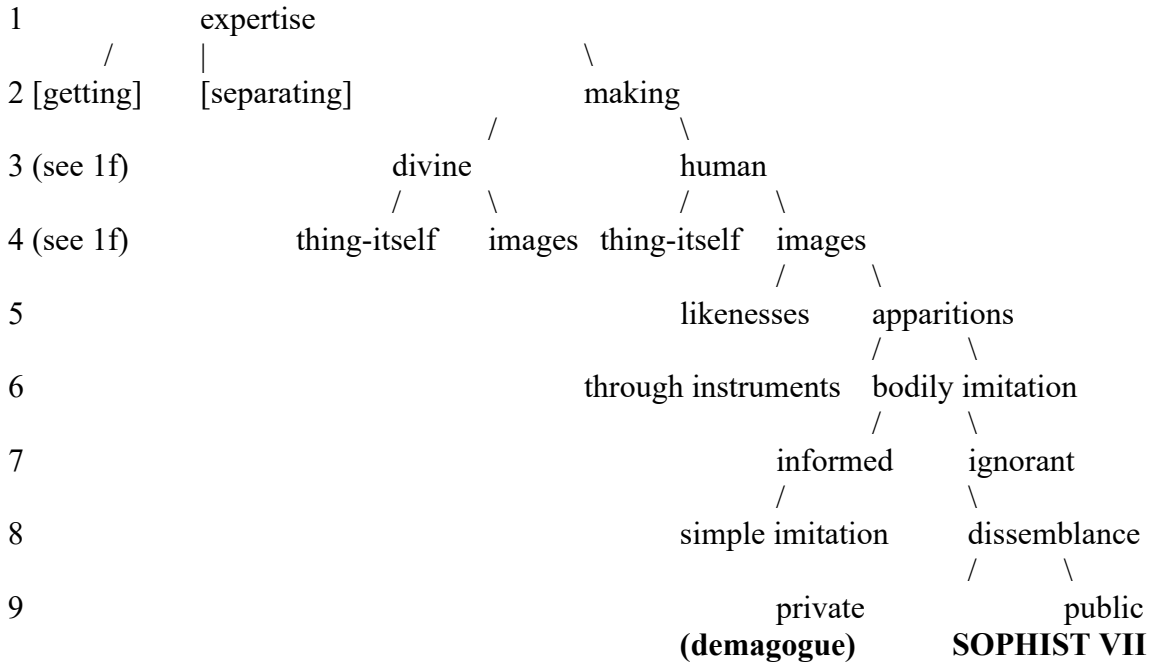 1 expertise
/ | \
2 [getting] [separating] making
/ \
3 (see 1f) divine human
/ \ / \
4 (see 1f) thing-itself images thing-itself images
/ \
5 likenesses apparitions
/ \
6 through instruments bodily imitation
/ \
7 informed ignorant
/ \
8 simple imitation dissemblance
/ \
9 private public
(demagogue) SOPHIST VII